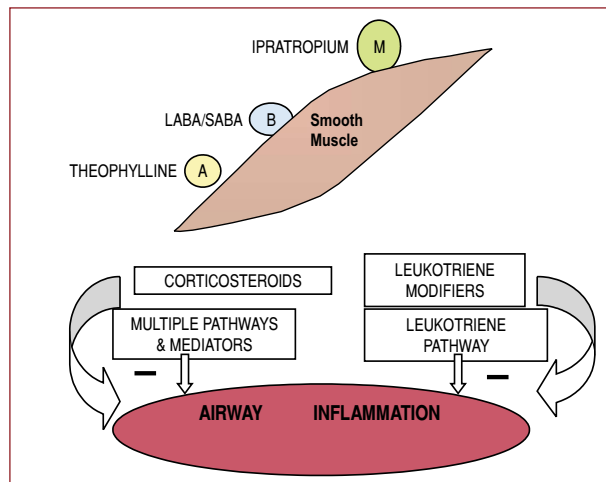 IPRATROPIUM
M
LABA/SABA
B
Smooth
Muscle
THEOPHYLLINE
A
CORTICOSTEROIDS
LEUKOTRIENE
MODIFIERS
MULTIPLE PATHWAYS
& MEDIATORS
LEUKOTRIENE
PATHWAY
–
–
AIRWAY INFLAMMATION